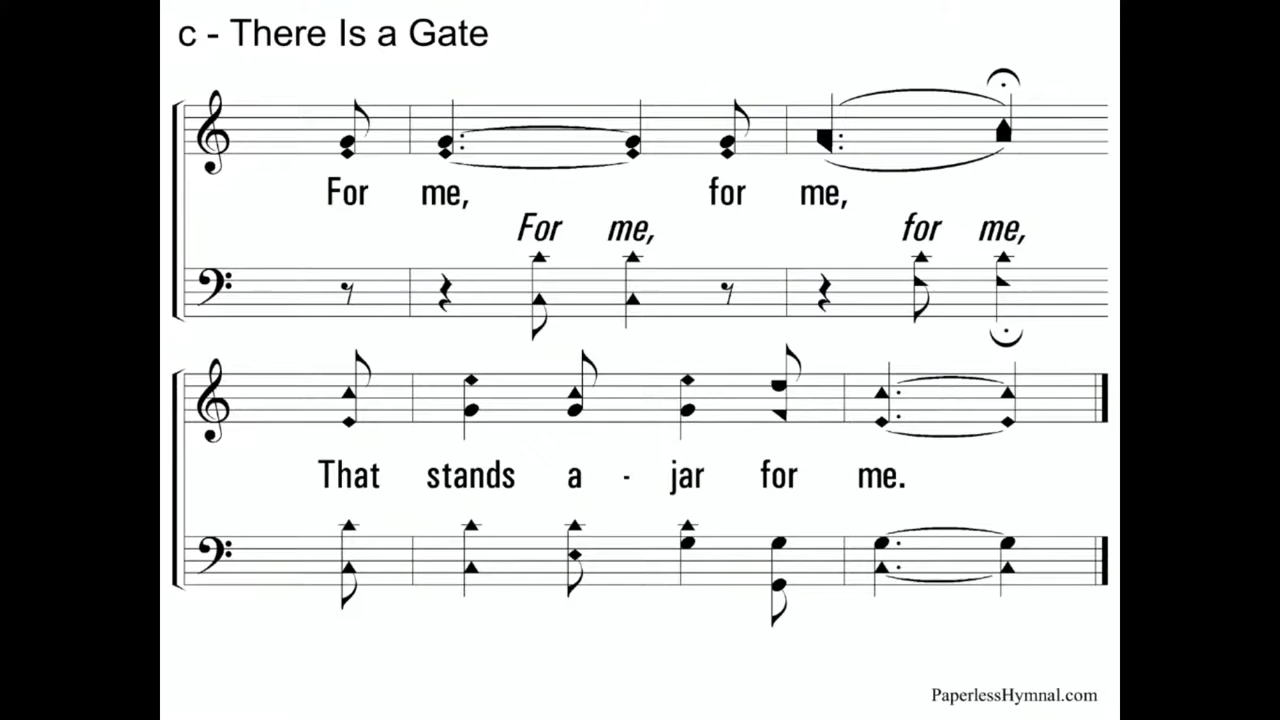 c - There Is a Gate
For me, for me,
For me, for me,
That stands a - jar for me.
PaperlessHymnal.com